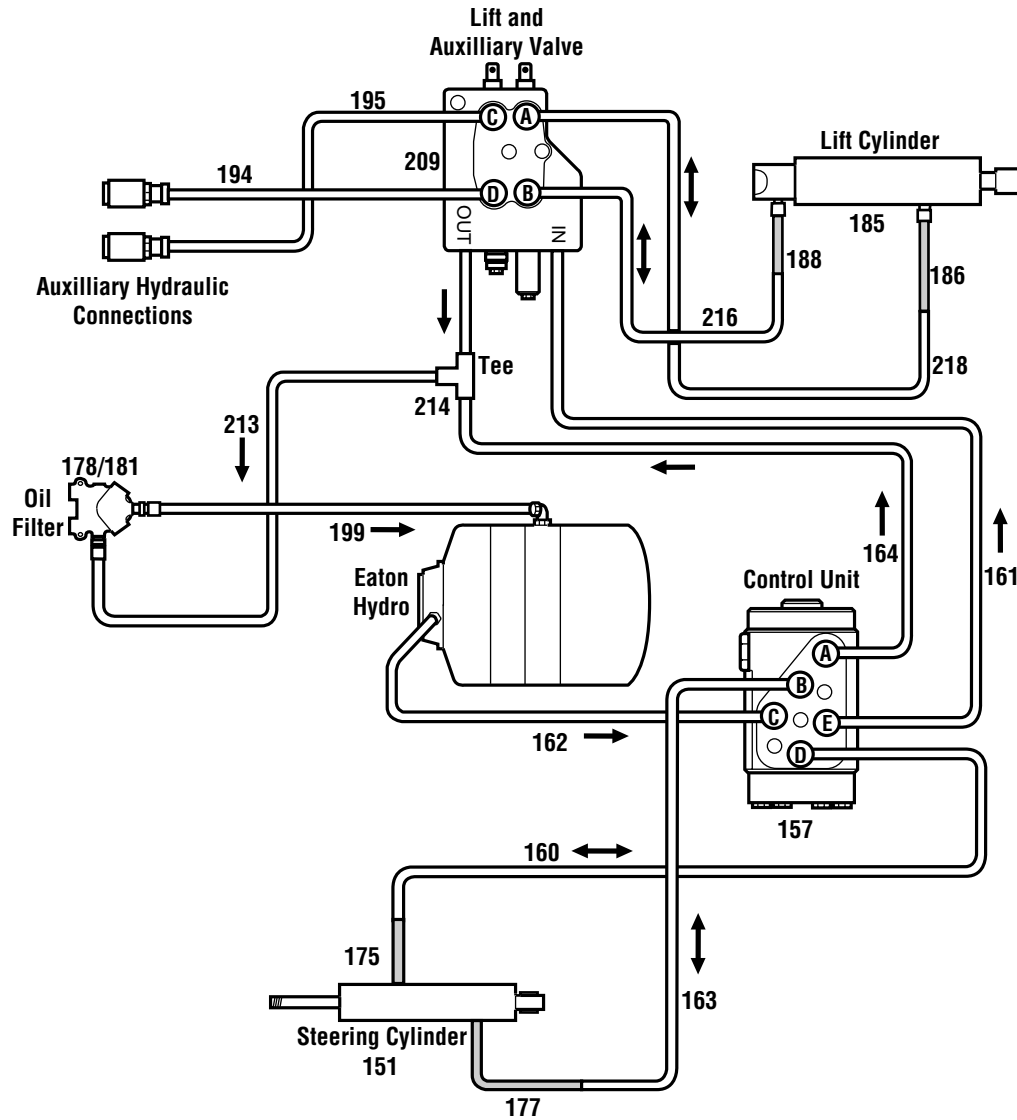 Lift and
Auxilliary Valve
195
C
A
Lift Cylinder
209
194
D
B
185
OUT
IN
188
186
Auxilliary Hydraulic
Connections
216
Tee
218
214
213
178/181
Oil
Filter
199
164
161
Eaton
Hydro
Control Unit
A
B
C
E
162
D
157
160
175
163
Steering Cylinder
151
177